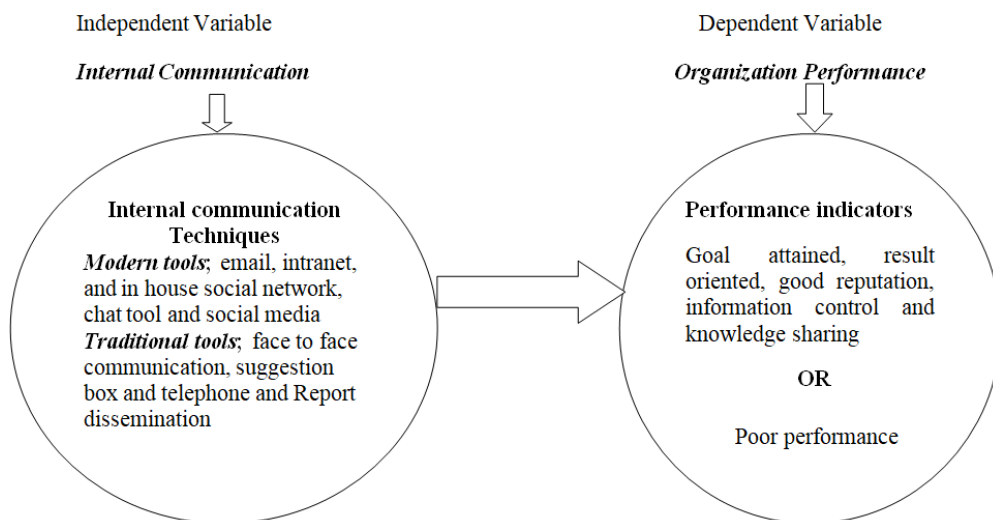 Independent Variable
Dependent Variable
Internal Communication
Organization Performance
Internal communication
Techniques
Modern tools; email, intranet,
and in house social network,
chat tool and social media
Traditional tools; face to face
communication, suggestion
box and telephone and Report
dissemination
Performance indicators
Goal attained, result
oriented, good reputation,
information control and
knowledge sharing
OR
Poor performance